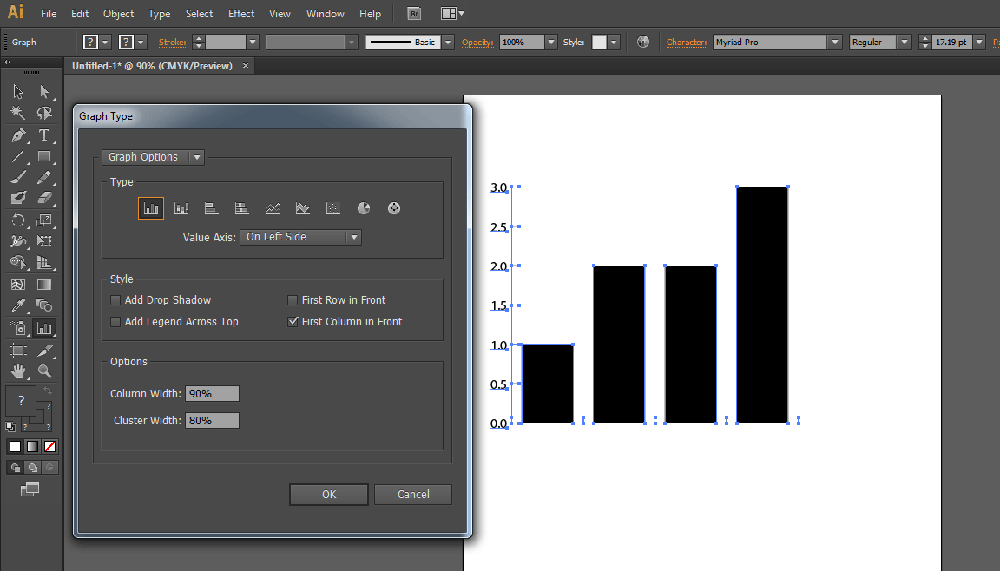 Ai File Edit Object Type Select Effect View Window Help Br
Graph ? ? Stroke: Basic Opacity: 100% Style: Character: Myriad Pro Regular 17.19 pt Pa
Untitled-1* @ 90% (CMYK/Preview) ×
T
?
?
?
?
Graph Type
Graph Options
Type
Value Axis: On Left Side
Style
Add Drop Shadow First Row in Front
Add Legend Across Top First Column in Front
Options
Column Width: 90%
Cluster Width: 80%
OK Cancel
3.0
2.5
2.0
1.5
1.0
0.5
0.0